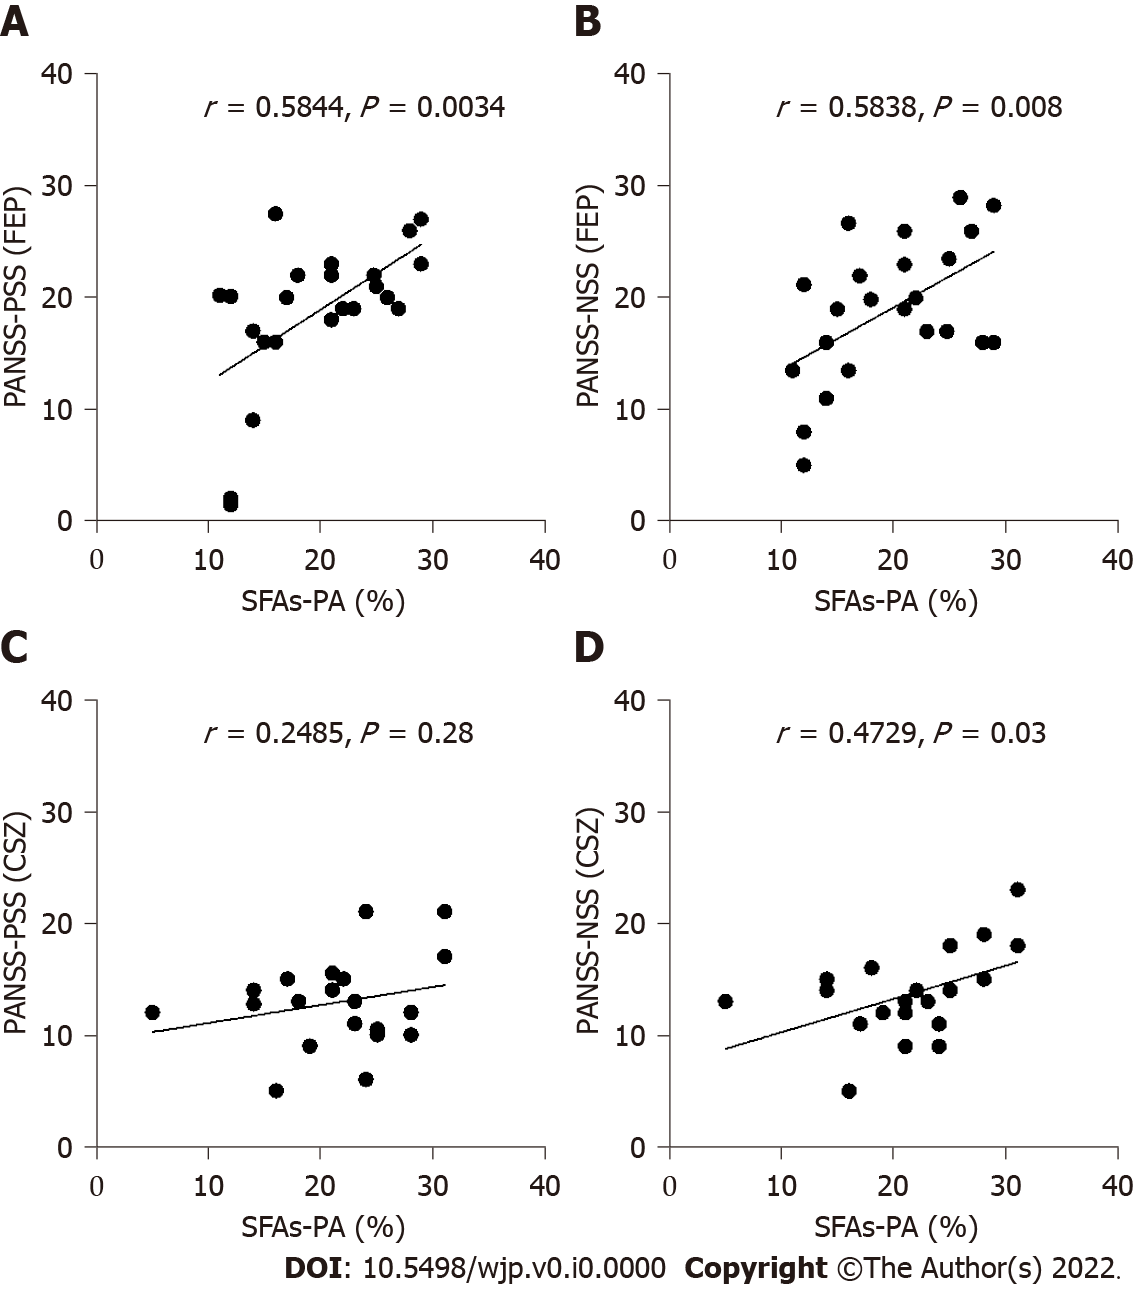 A
40
30
20
10
0
0 10 20 30 40
PANSS-PSS (FEP)
r = 0.5844, P = 0.0034
SFAs-PA (%)
B
40
30
20
10
0
0 10 20 30 40
PANSS-NSS (FEP)
r = 0.5838, P = 0.008
SFAs-PA (%)
C
40
30
20
10
0
0 10 20 30 40
PANSS-PSS (CSZ)
r = 0.2485, P = 0.28
SFAs-PA (%)
D
40
30
20
10
0
0 10 20 30 40
PANSS-NSS (CSZ)
r = 0.4729, P = 0.03
SFAs-PA (%)
DOI: 10.5498/wjp.v0.i0.0000 Copyright ©The Author(s) 2022.